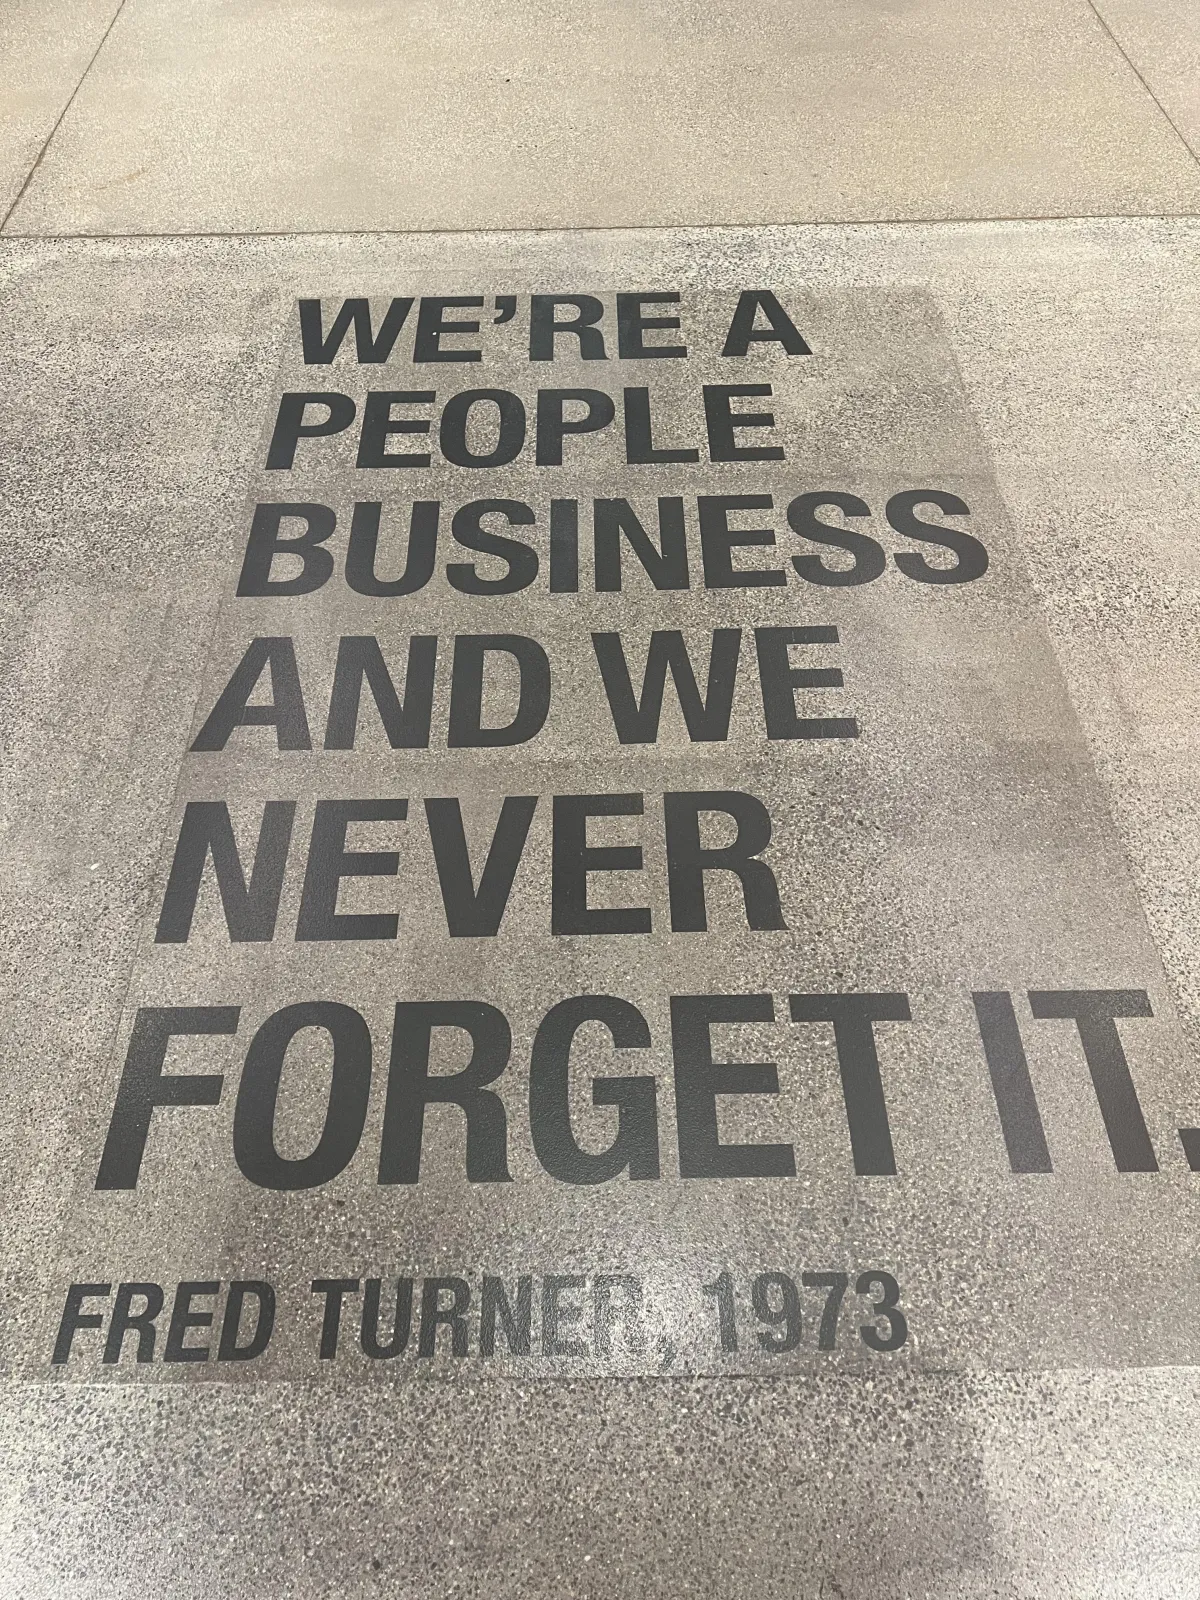 WE'RE A
PEOPLE
BUSINESS
AND WE
NEVER
FORGET IT.
FRED TURNER, 1973